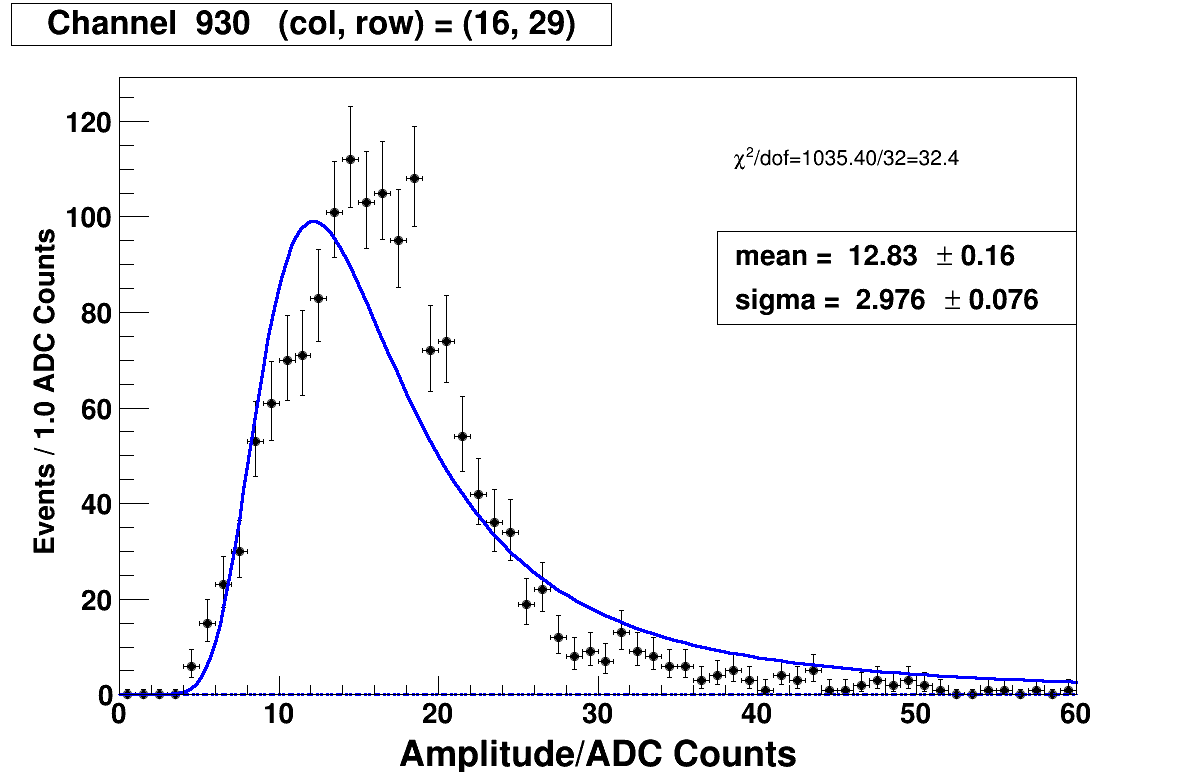 Channel 930 (col, row) = (16, 29)
χ²/dof=1035.40/32=32.4
mean = 12.83 ± 0.16
sigma = 2.976 ± 0.076
Events / 1.0 ADC Counts
120
100
80
60
40
20
0
0 10 20 30 40 50 60
Amplitude/ADC Counts